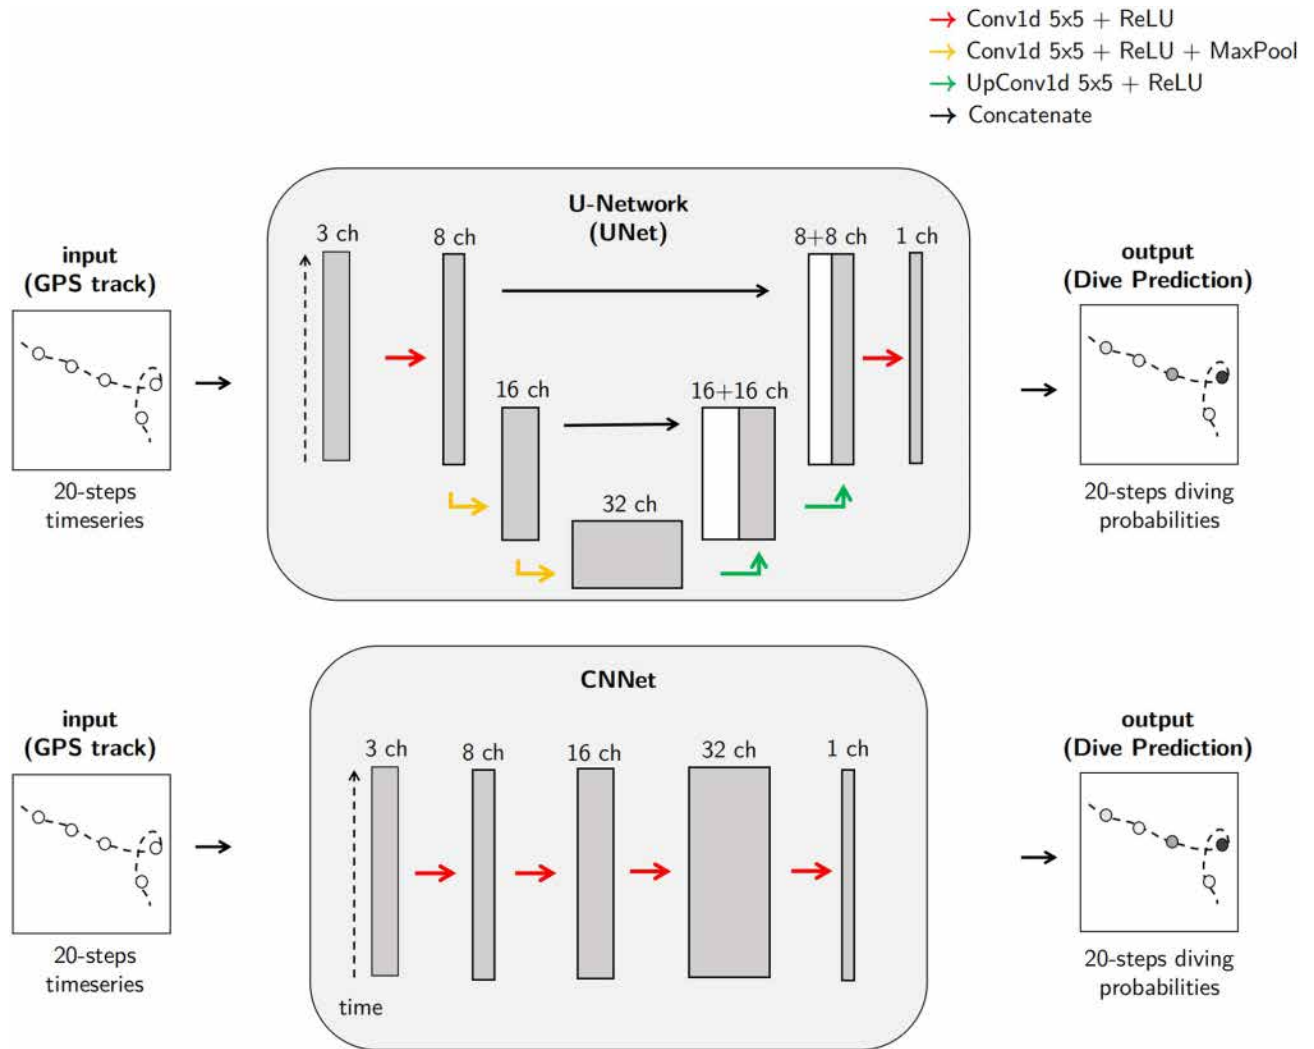 Conv1d 5x5 + ReLU
Conv1d 5x5 + ReLU + MaxPool
UpConv1d 5x5 + ReLU
Concatenate
U-Network
(UNet)
3 ch
8 ch
8+8 ch
1 ch
input
(GPS track)
output
(Dive Prediction)
16 ch
16+16 ch
20-steps
timeseries
32 ch
20-steps diving
probabilities
CNNet
input
(GPS track)
output
(Dive Prediction)
3 ch
8 ch
16 ch
32 ch
1 ch
20-steps
timeseries
time
20-steps diving
probabilities